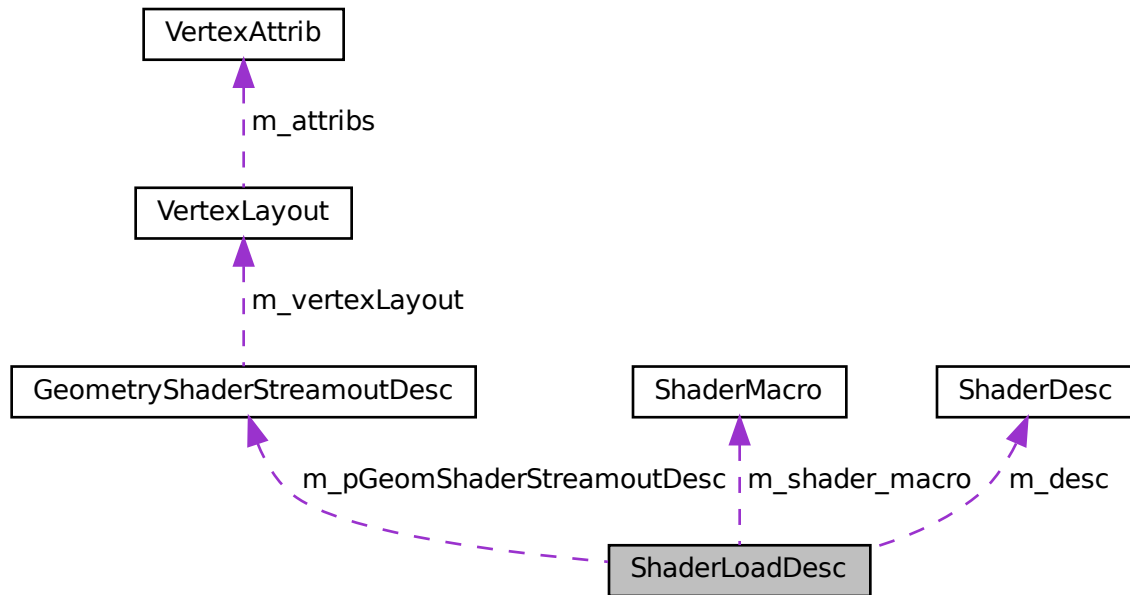 VertexAttrib
m_attribs
VertexLayout
m_vertexLayout
GeometryShaderStreamoutDesc
ShaderMacro
ShaderDesc
m_pGeomShaderStreamoutDesc
m_shader_macro
m_desc
ShaderLoadDesc